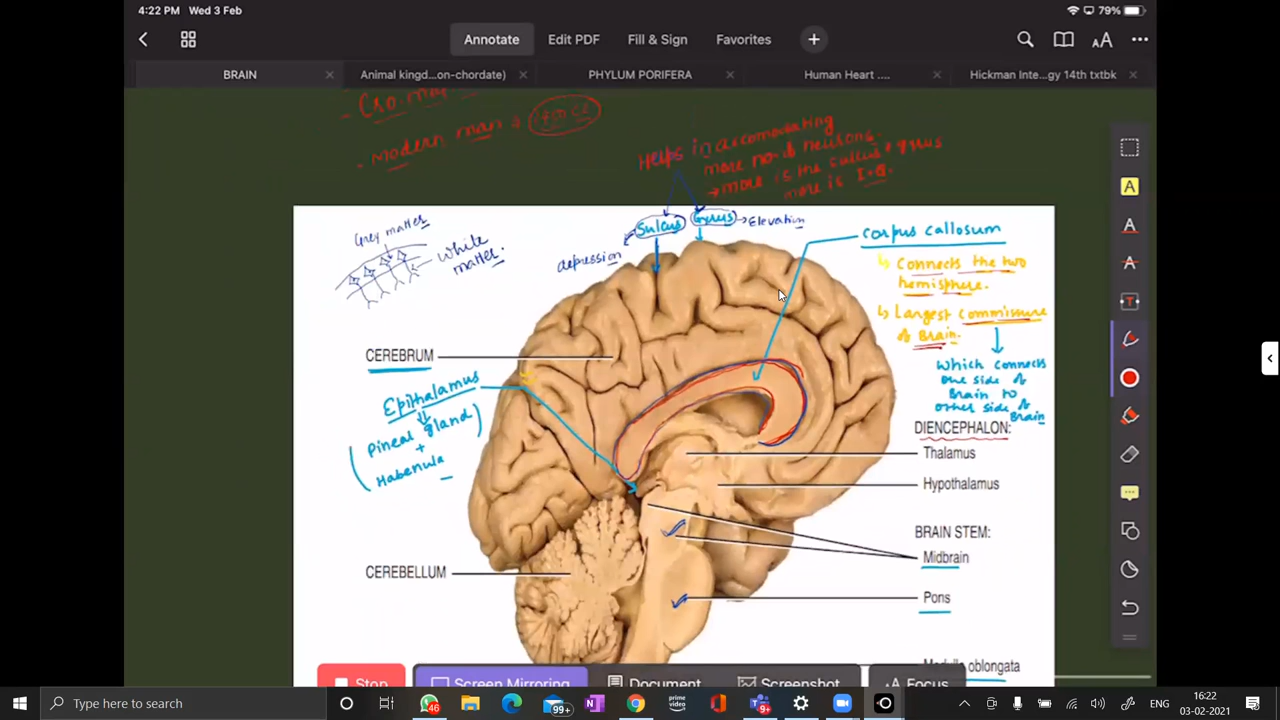 4:22 PM Wed 3 Feb
79%
Annotate
Edit PDF
Fill & Sign
Favorites
BRAIN
Animal kingd...on-chordate)
PHYLUM PORIFERA
Human Heart ....
Hickman Inte...gy 14th txtbk
- Modern man :
Helps in accomodating
more no. of neurons.
→ more is the sulcus & gyrus
more is I.Q.
Sulcus
Gyrus → Elevation
depression
Grey matter
White
matter.
Corpus callosum
↳ Connects the two
hemisphere.
↳ Largest commissure
of Brain.
Which connects
one side of
Brain to
other side of
Brain
CEREBRUM
Epithalamus
(Pineal gland
+
Habenula)
DIENCEPHALON:
Thalamus
Hypothalamus
BRAIN STEM:
Midbrain
CEREBELLUM
Pons
Medulla oblongata
Stop
Screen Mirroring
Document
Screenshot
Focus
Type here to search
46
99+
9+
ENG
16:22
03-02-2021